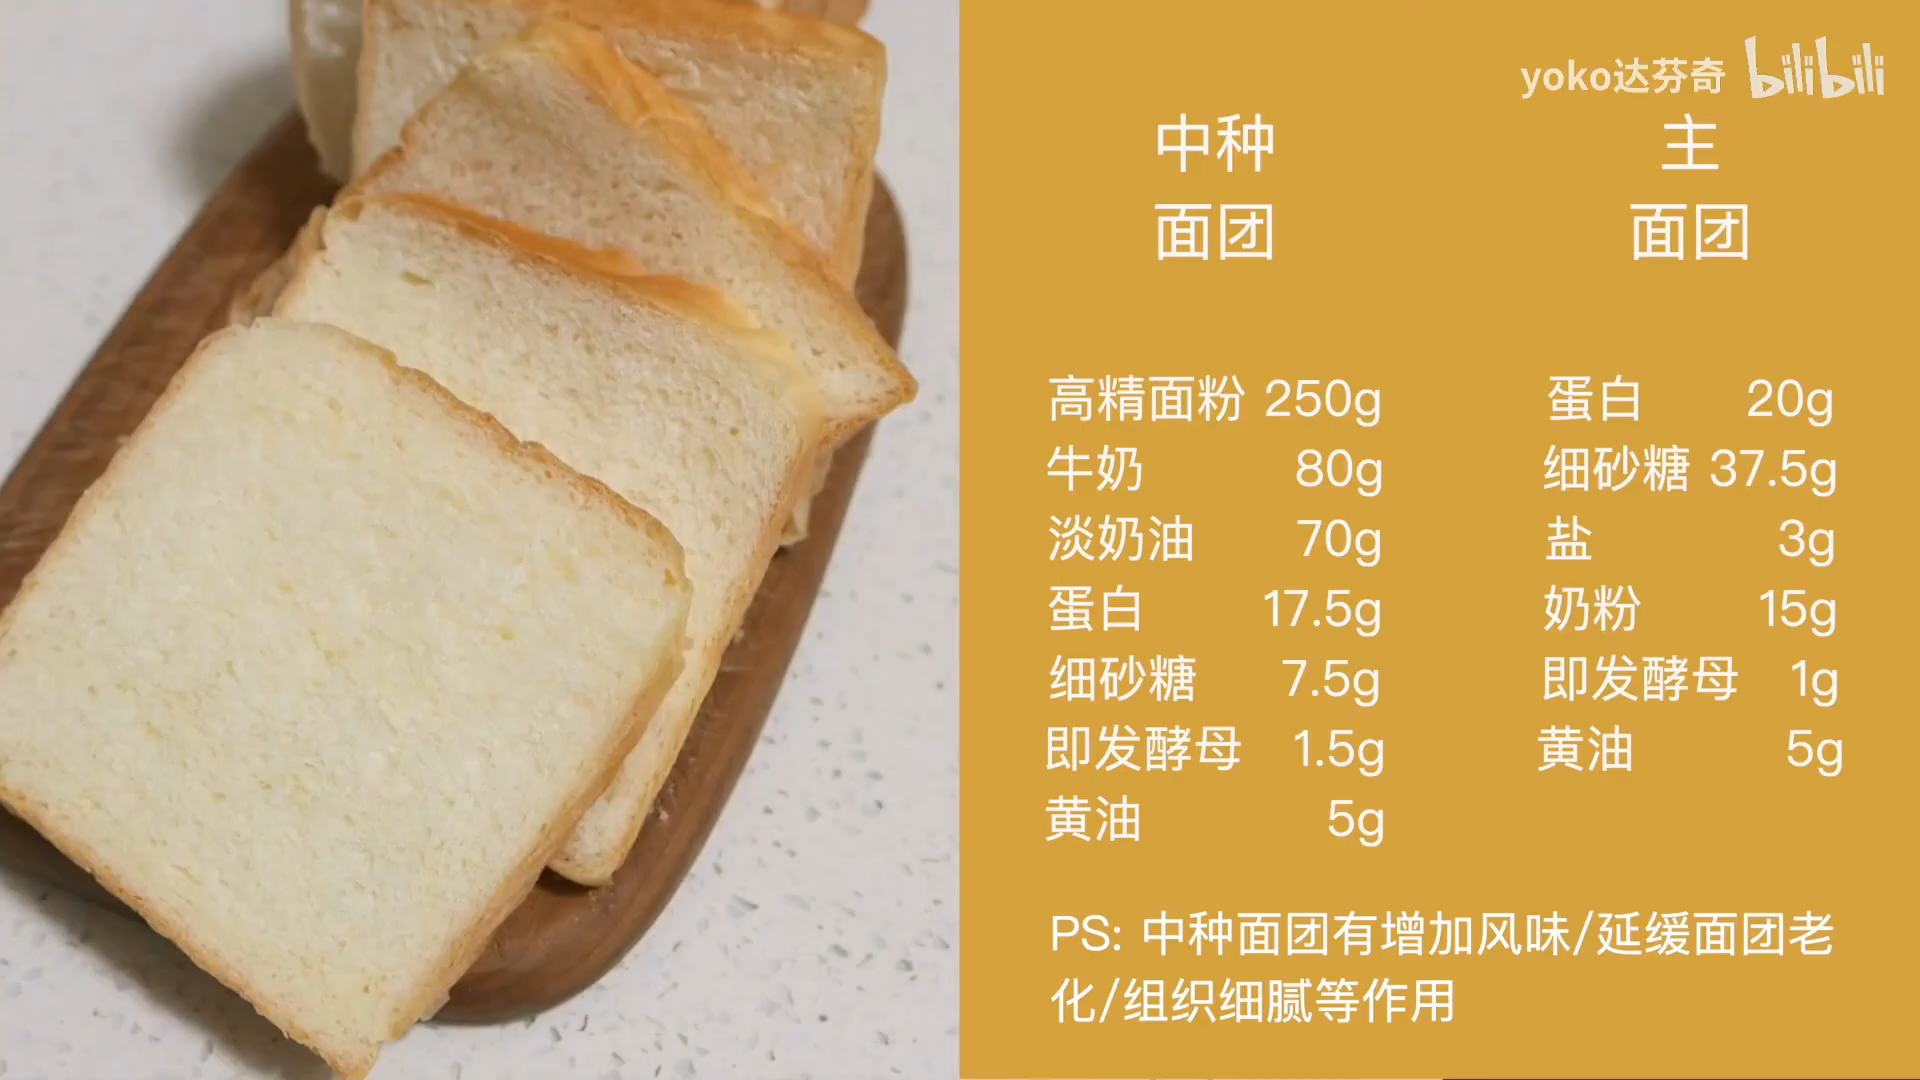 yoko达芬奇 bilibili
中种
面团
高精面粉 250g
牛奶 80g
淡奶油 70g
蛋白 17.5g
细砂糖 7.5g
即发酵母 1.5g
黄油 5g
主
面团
蛋白 20g
细砂糖 37.5g
盐 3g
奶粉 15g
即发酵母 1g
黄油 5g
PS: 中种面团有增加风味/延缓面团老
化/组织细腻等作用